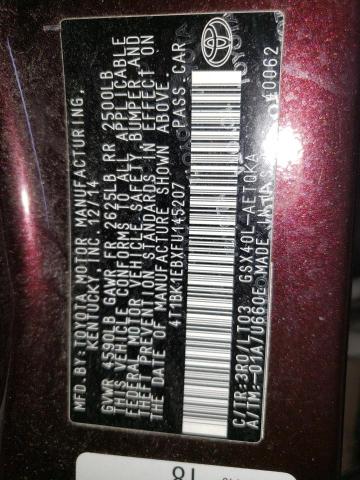 MFD.BY:TOYOTA MOTOR MANUFACTURING,
KENTUCKY, INC 12/14
GVWR 4590LB GAWR FR 2625LB RR 2500LB
THIS VEHICLE CONFORMS TO ALL APPLICABLE
FEDERAL MOTOR VEHICLE SAFETY, BUMPER AND
THEFT PREVENTION STANDARDS IN EFFECT ON
THE DATE OF MANUFACTURE SHOWN ABOVE.
4T1BK1EBXFU145207 PASS.CAR
C/TR:3R0/LT03 GSX40L-AETQKA
A/TM:-01A/U660E
MADE IN
TOYOTA
18